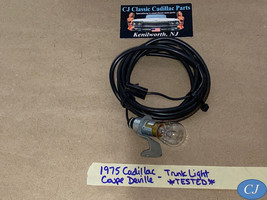 CJ Classic Cadillac Parts
Kenilworth, NJ
1975 Cadillac - Trunk Light
Coupe Deville - *TESTED*
CJ